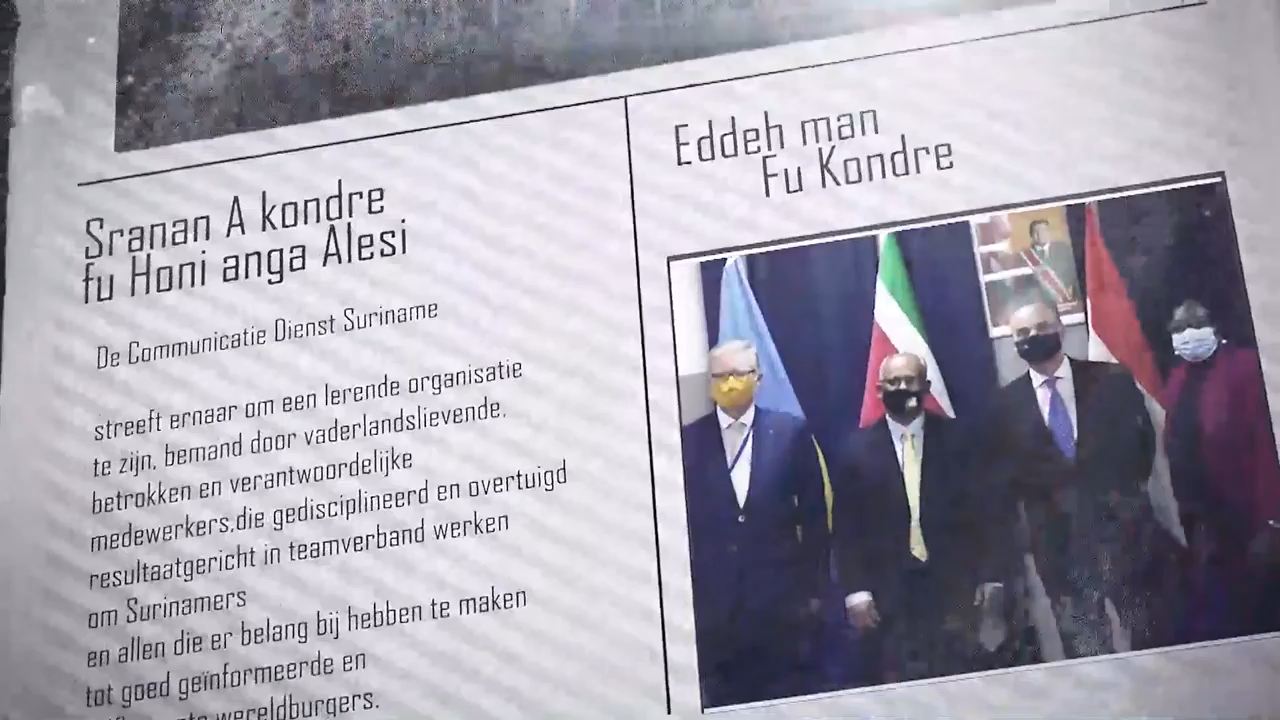 Sranan A kondre
fu Honi anga Alesi
De Communicatie Dienst Suriname
streeft ernaar om een lerende organisatie
te zijn, bemand door vaderlandslievende,
betrokken en verantwoordelijke
medewerkers,die gedisciplineerd en overtuigd
resultaatgericht in teamverband werken
om Surinamers
en allen die er belang bij hebben te maken
tot goed geïnformeerde en
wereldburgers.
Eddeh man
Fu Kondre